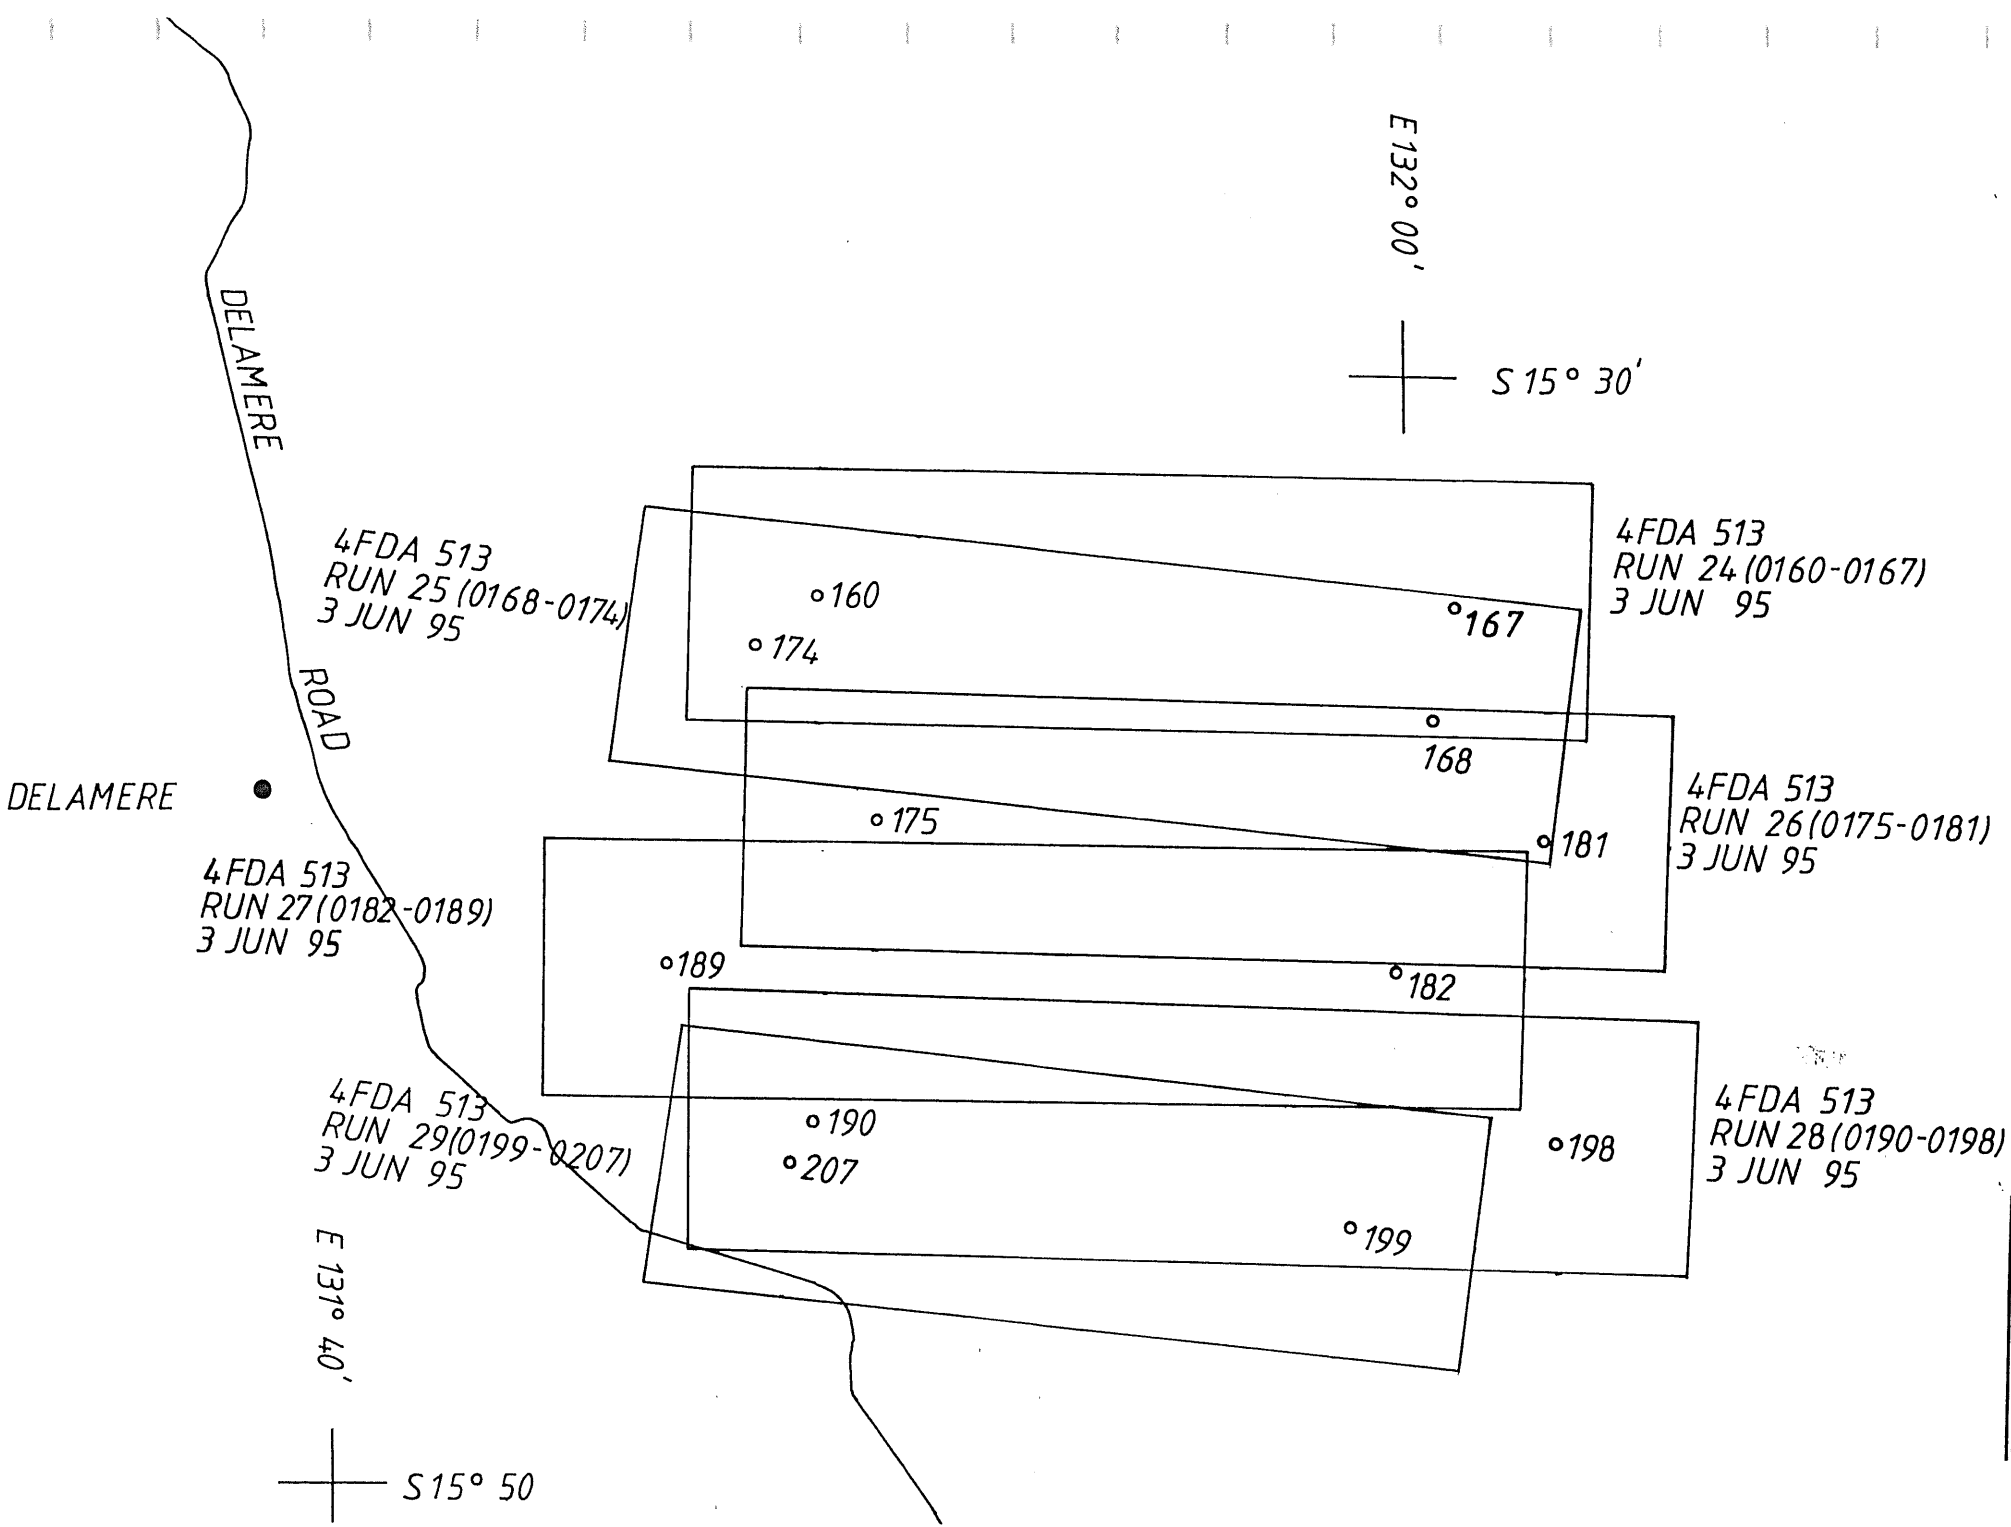 E 132° 00'
S 15° 30'
DELAMERE
ROAD
4FDA 513
RUN 25 (0168-0174)
3 JUN 95
160
174
167
168
4FDA 513
RUN 24 (0160-0167)
3 JUN 95
DELAMERE
175
181
4FDA 513
RUN 26 (0175-0181)
3 JUN 95
4FDA 513
RUN 27 (0182-0189)
3 JUN 95
189
182
4FDA 513
RUN 29 (0199-0207)
3 JUN 95
190
207
198
199
4FDA 513
RUN 28 (0190-0198)
3 JUN 95
E 131° 40'
S 15° 50